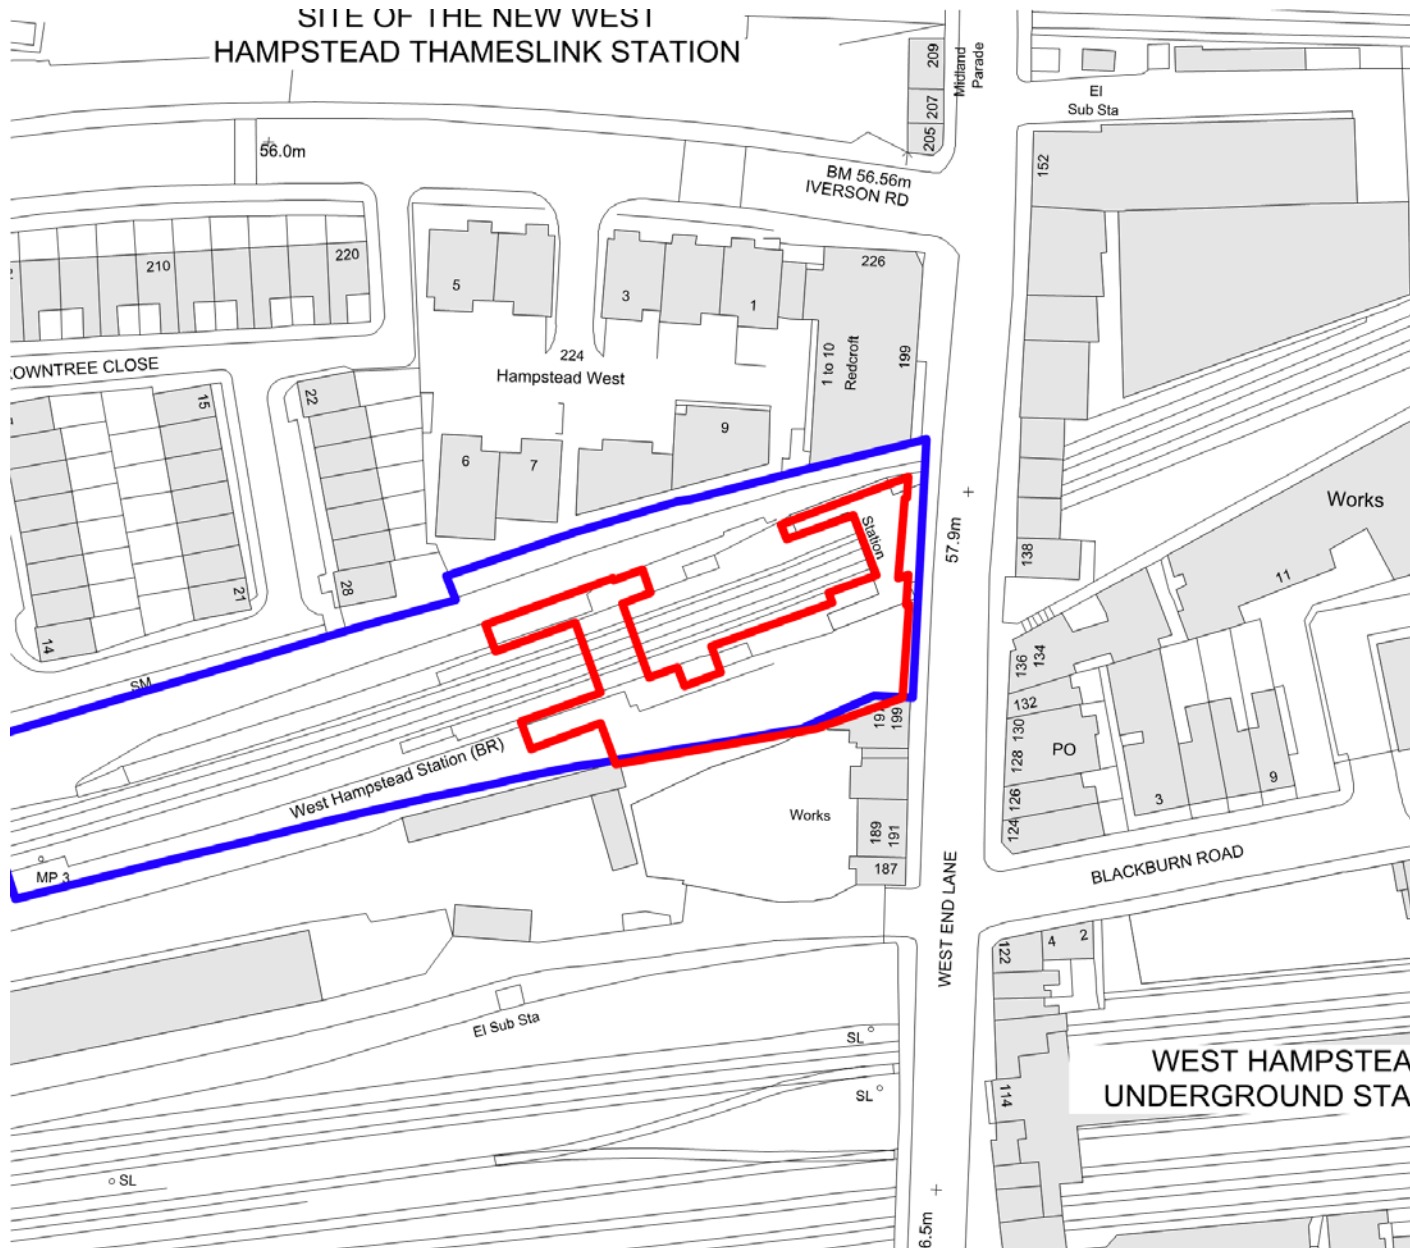 SITE OF THE NEW WEST
HAMPSTEAD THAMESLINK STATION
209
Midland
Parade
207
205
El
Sub Sta
56.0m
152
BM 56.56m
IVERSON RD
210
220
226
5
3
1
224
Hampstead West
1 to 10
Redcroft
199
ROWNTREE CLOSE
15
22
9
6
7
Works
Station
57.9m
138
11
28
21
14
136
134
SM
132
197
199
130
128
PO
West Hampstead Station (BR)
126
3
9
124
Works
189
191
187
MP 3
BLACKBURN ROAD
WEST END LANE
122
4
2
El Sub Sta
SL
SL
114
WEST HAMPSTEA
UNDERGROUND STA
SL
6.5m